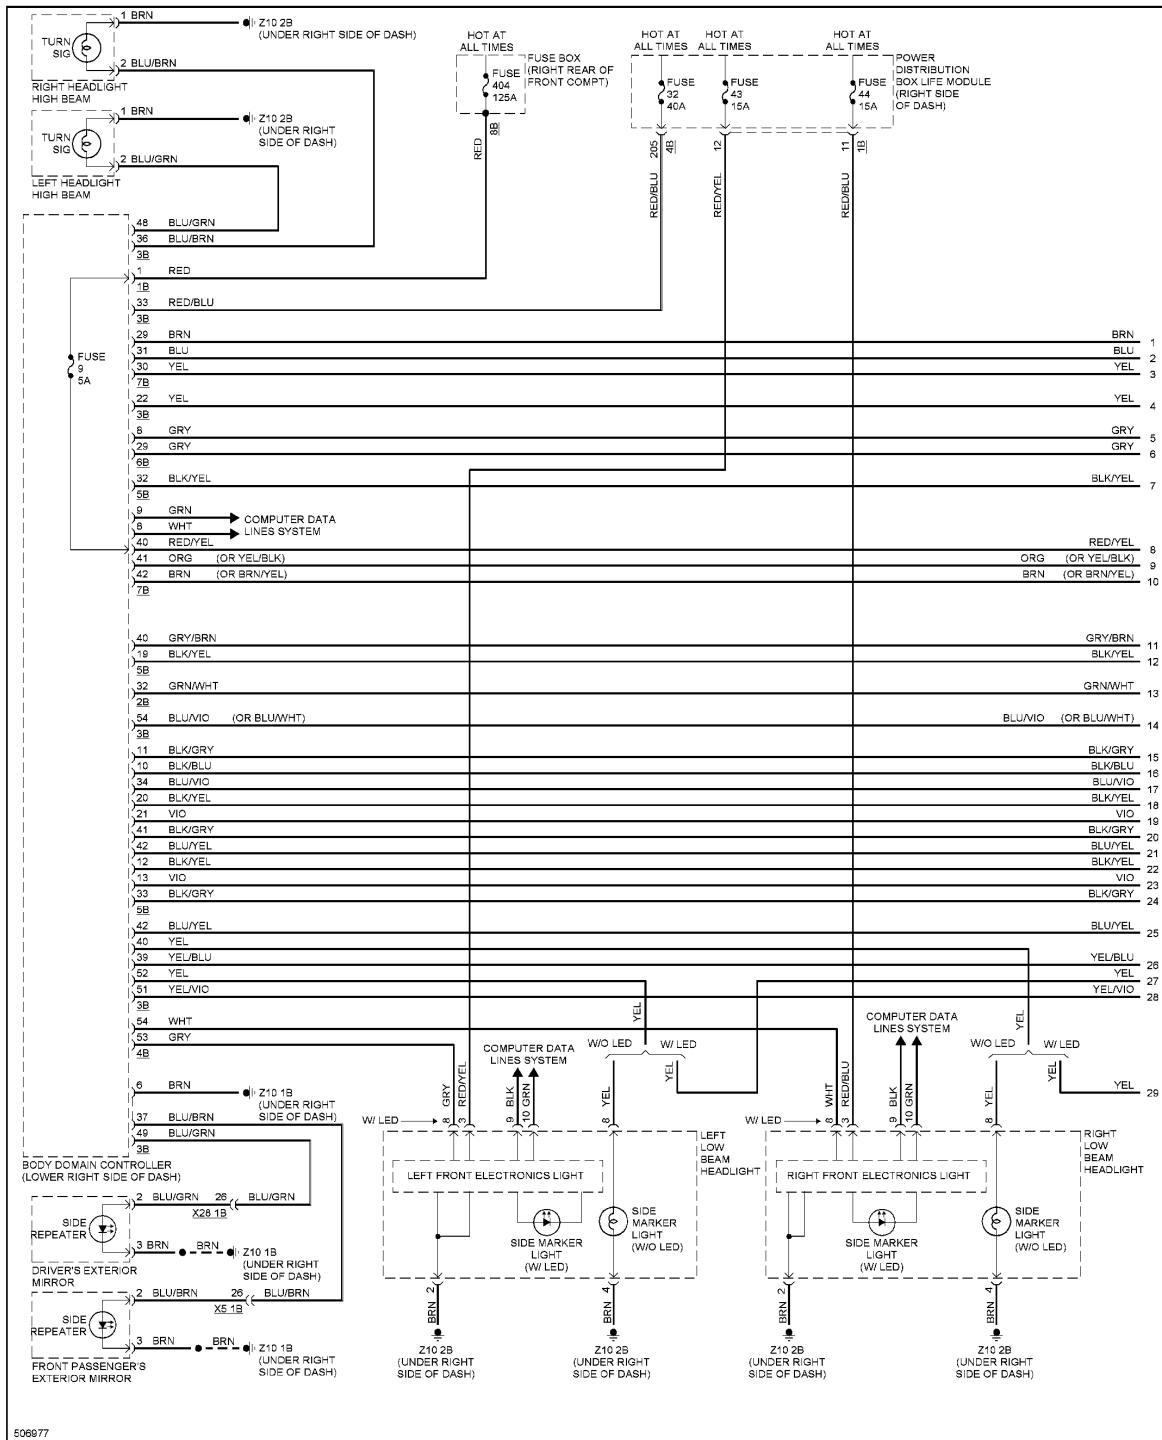 1 BRN
Z10 2B
(UNDER RIGHT SIDE OF DASH)
TURN
SIG
2 BLU/BRN
RIGHT HEADLIGHT
HIGH BEAM
1 BRN
Z10 2B
(UNDER RIGHT
SIDE OF DASH)
TURN
SIG
2 BLU/GRN
LEFT HEADLIGHT
HIGH BEAM
HOT AT
ALL TIMES
FUSE BOX
(RIGHT REAR OF
FRONT COMPT)
FUSE
404
125A
8B
RED
HOT AT
ALL TIMES
HOT AT
ALL TIMES
HOT AT
ALL TIMES
POWER
DISTRIBUTION
BOX LIFE MODULE
(RIGHT SIDE
OF DASH)
FUSE
32
40A
FUSE
43
15A
FUSE
44
15A
205
4B
12
11
1B
RED/BLU
RED/YEL
RED/BLU
48 BLU/GRN
36 BLU/BRN
3B
1 RED
1B
33 RED/BLU
3B
29 BRN BRN 1
31 BLU BLU 2
30 YEL YEL 3
7B
FUSE
9
5A
22 YEL YEL 4
3B
8 GRY GRY 5
29 GRY GRY 6
6B
32 BLK/YEL BLK/YEL 7
5B
9 GRN
8 WHT
COMPUTER DATA
LINES SYSTEM
40 RED/YEL RED/YEL 8
41 ORG (OR YEL/BLK) ORG (OR YEL/BLK) 9
42 BRN (OR BRN/YEL) BRN (OR BRN/YEL) 10
7B
40 GRY/BRN GRY/BRN 11
19 BLK/YEL BLK/YEL 12
5B
32 GRN/WHT GRN/WHT 13
2B
54 BLU/VIO (OR BLU/WHT) BLU/VIO (OR BLU/WHT) 14
3B
11 BLK/GRY BLK/GRY 15
10 BLK/BLU BLK/BLU 16
34 BLU/VIO BLU/VIO 17
20 BLK/YEL BLK/YEL 18
21 VIO VIO 19
41 BLK/GRY BLK/GRY 20
42 BLU/YEL BLU/YEL 21
12 BLK/YEL BLK/YEL 22
13 VIO VIO 23
33 BLK/GRY BLK/GRY 24
5B
42 BLU/YEL BLU/YEL 25
40 YEL
39 YEL/BLU YEL/BLU 26
52 YEL YEL 27
51 YEL/VIO YEL/VIO 28
3B
54 WHT
53 GRY
4B
YEL
W/O LED W/ LED
YEL
YEL
COMPUTER DATA
LINES SYSTEM
COMPUTER DATA
LINES SYSTEM
YEL
W/O LED W/ LED
YEL
YEL
YEL 29
6 BRN
Z10 1B
(UNDER RIGHT
SIDE OF DASH)
37 BLU/BRN
49 BLU/GRN
3B
BODY DOMAIN CONTROLLER
(LOWER RIGHT SIDE OF DASH)
W/ LED
8 GRY
3 RED/YEL
9 BLK
10 GRN
8
LEFT
LOW
BEAM
HEADLIGHT
LEFT FRONT ELECTRONICS LIGHT
SIDE MARKER
LIGHT
(W/ LED)
SIDE
MARKER
LIGHT
(W/O LED)
2
BRN
4
BRN
Z10 2B
(UNDER RIGHT
SIDE OF DASH)
Z10 2B
(UNDER RIGHT
SIDE OF DASH)
W/ LED
8 WHT
3 RED/BLU
9 BLK
10 GRN
8
RIGHT
LOW
BEAM
HEADLIGHT
RIGHT FRONT ELECTRONICS LIGHT
SIDE MARKER
LIGHT
(W/ LED)
SIDE
MARKER
LIGHT
(W/O LED)
2
BRN
4
BRN
Z10 2B
(UNDER RIGHT
SIDE OF DASH)
Z10 2B
(UNDER RIGHT
SIDE OF DASH)
2 BLU/GRN 26 BLU/GRN
X28 1B
SIDE
REPEATER
3 BRN BRN
Z10 1B
(UNDER RIGHT
SIDE OF DASH)
DRIVER'S EXTERIOR
MIRROR
2 BLU/BRN 26 BLU/BRN
X5 1B
SIDE
REPEATER
3 BRN BRN
Z10 1B
(UNDER RIGHT
SIDE OF DASH)
FRONT PASSENGER'S
EXTERIOR MIRROR
506977